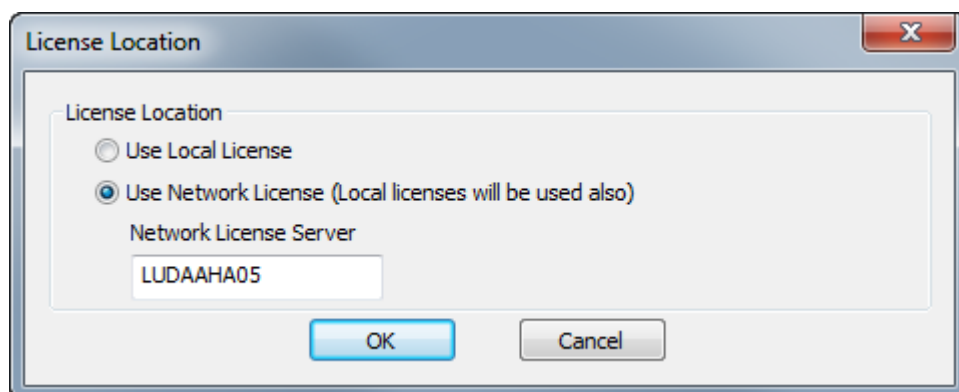 License Location
License Location
Use Local License
Use Network License (Local licenses will be used also)
Network License Server
LUDAAHA05
OK Cancel